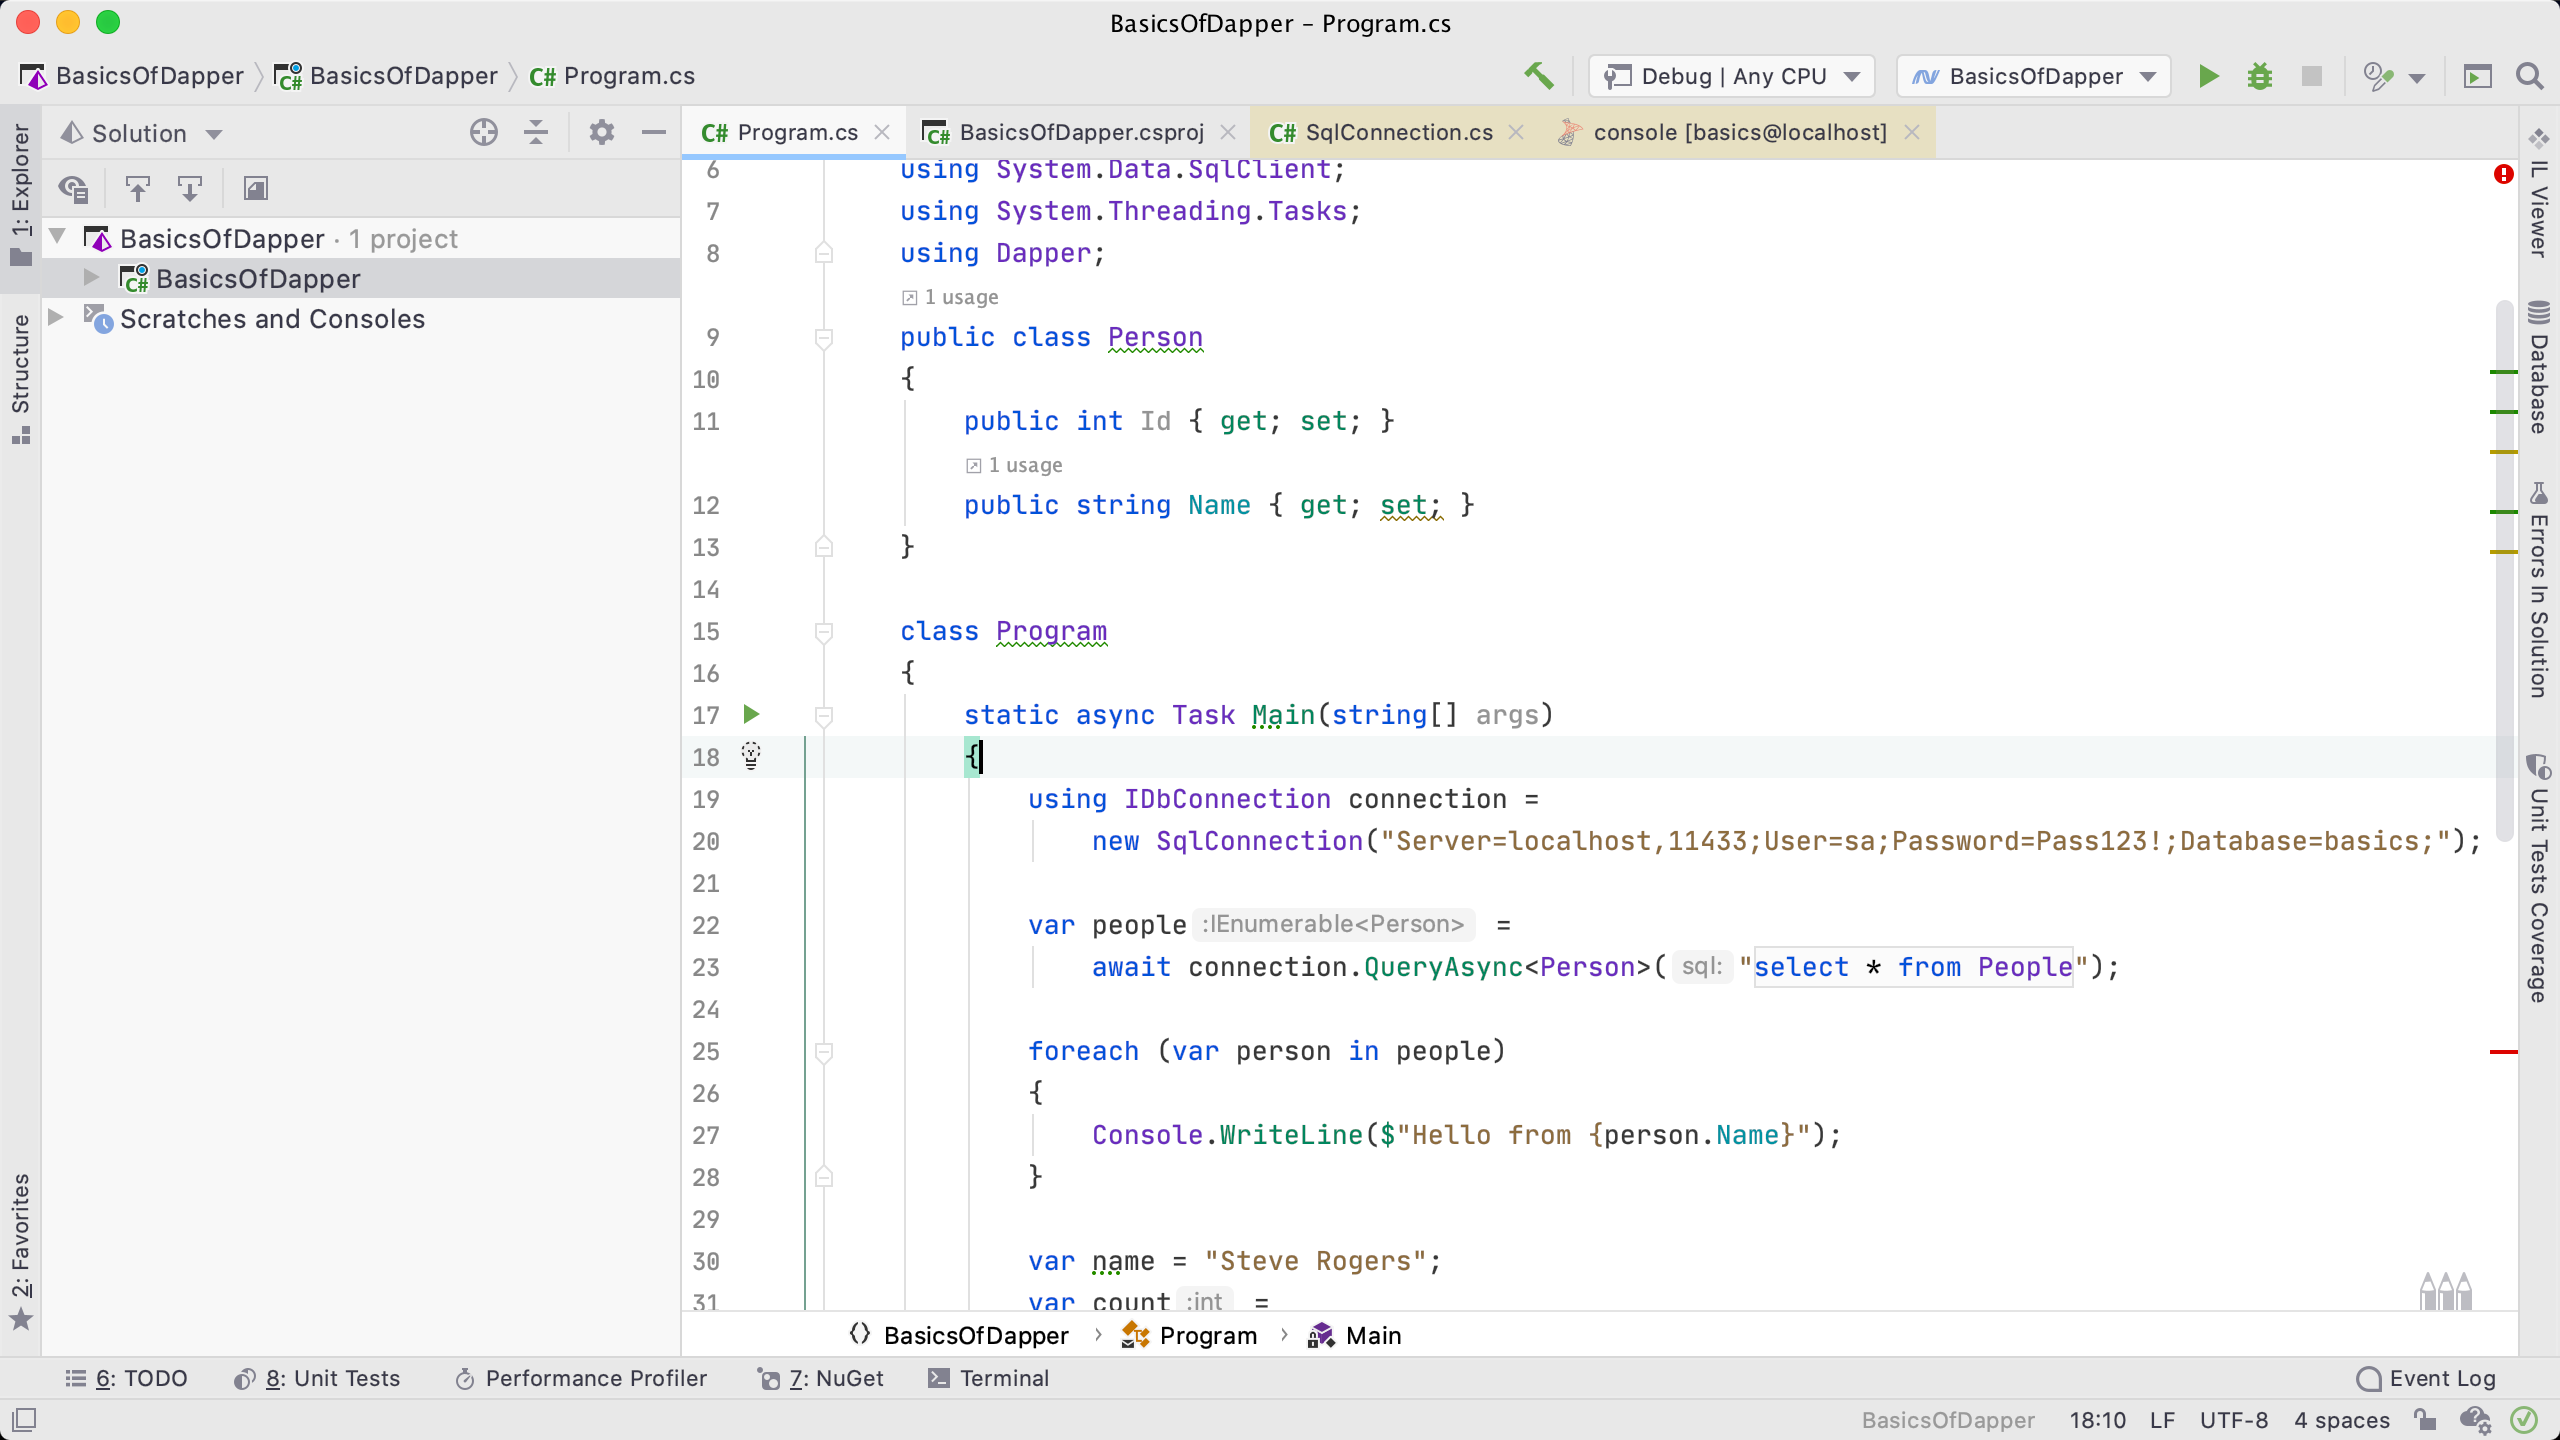 BasicsOfDapper – Program.cs
BasicsOfDapper
BasicsOfDapper
C# Program.cs
Debug | Any CPU
BasicsOfDapper
1: Explorer
Structure
2: Favorites
Solution
BasicsOfDapper · 1 project
C# BasicsOfDapper
Scratches and Consoles
C# Program.cs
C# BasicsOfDapper.csproj
C# SqlConnection.cs
console [basics@localhost]
6 using System.Data.SqlClient;
7 using System.Threading.Tasks;
8 using Dapper;
1 usage
9 public class Person
10 {
11 public int Id { get; set; }
1 usage
12 public string Name { get; set; }
13 }
14
15 class Program
16 {
17 static async Task Main(string[] args)
18 {
19 using IDbConnection connection =
20 new SqlConnection("Server=localhost,11433;User=sa;Password=Pass123!;Database=basics;");
21
22 var people :IEnumerable<Person> =
23 await connection.QueryAsync<Person>( sql: "select * from People");
24
25 foreach (var person in people)
26 {
27 Console.WriteLine($"Hello from {person.Name}");
28 }
29
30 var name = "Steve Rogers";
31 var count :int =
BasicsOfDapper › Program › Main
IL Viewer
Database
Errors In Solution
Unit Tests Coverage
6: TODO
8: Unit Tests
Performance Profiler
7: NuGet
Terminal
Event Log
BasicsOfDapper 18:10 LF UTF-8 4 spaces